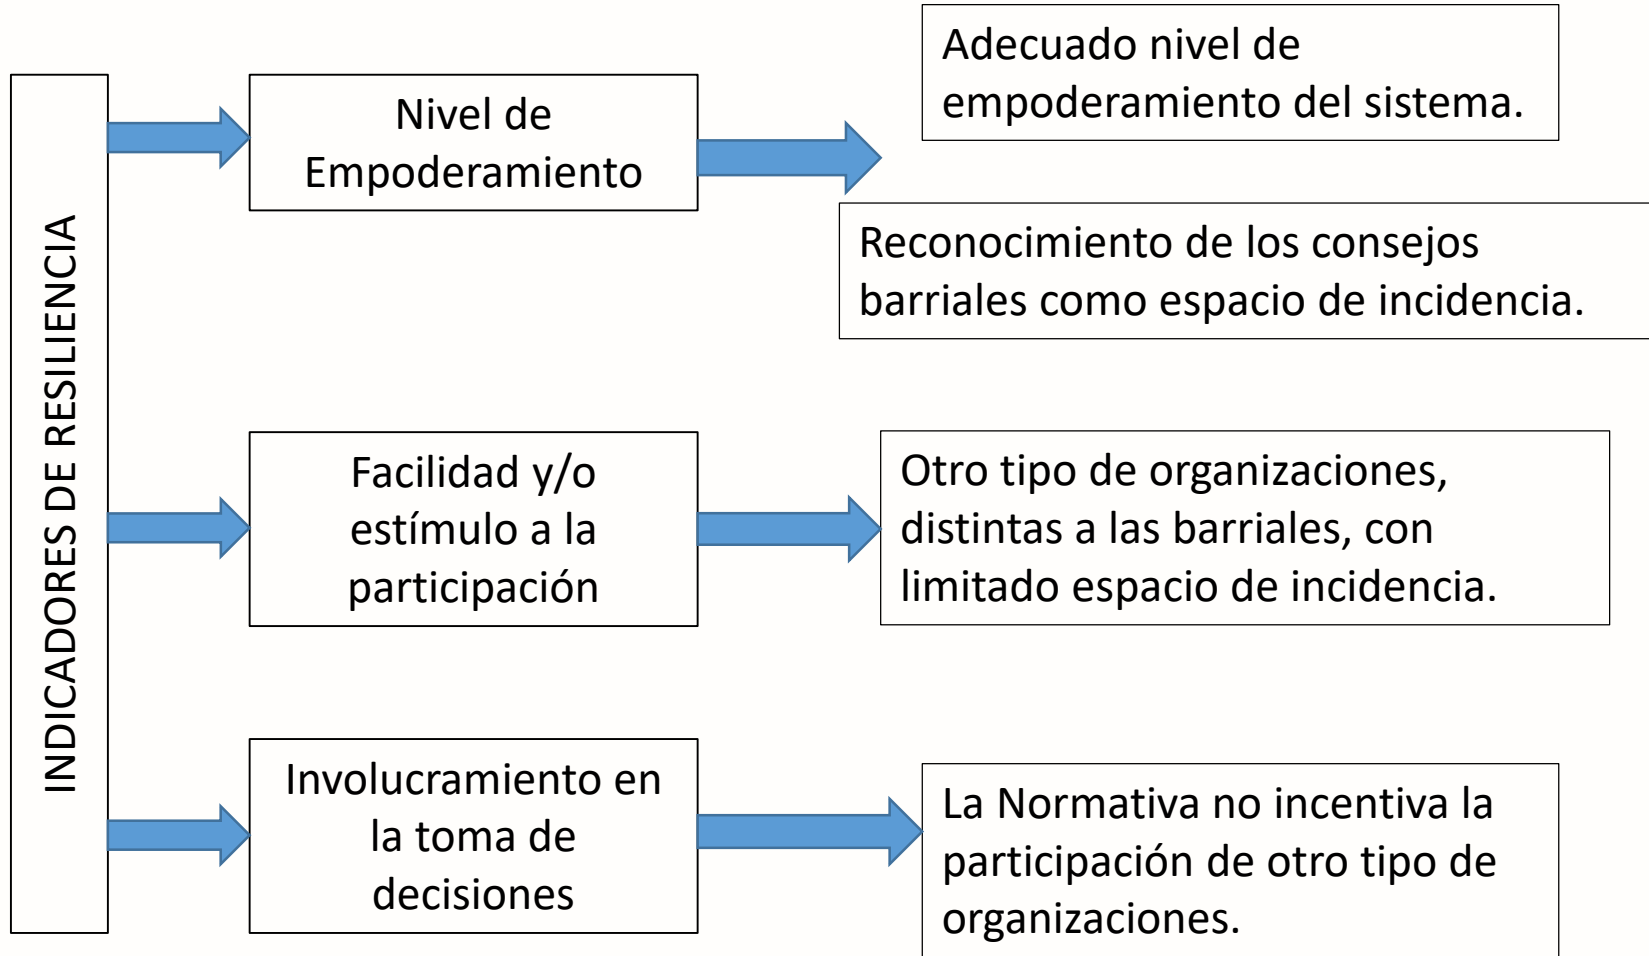 INDICADORES DE RESILIENCIA
Nivel de
Empoderamiento
Adecuado nivel de
empoderamiento del sistema.
Reconocimiento de los consejos
barriales como espacio de incidencia.
Facilidad y/o
estímulo a la
participación
Otro tipo de organizaciones,
distintas a las barriales, con
limitado espacio de incidencia.
Involucramiento en
la toma de
decisiones
La Normativa no incentiva la
participación de otro tipo de
organizaciones.